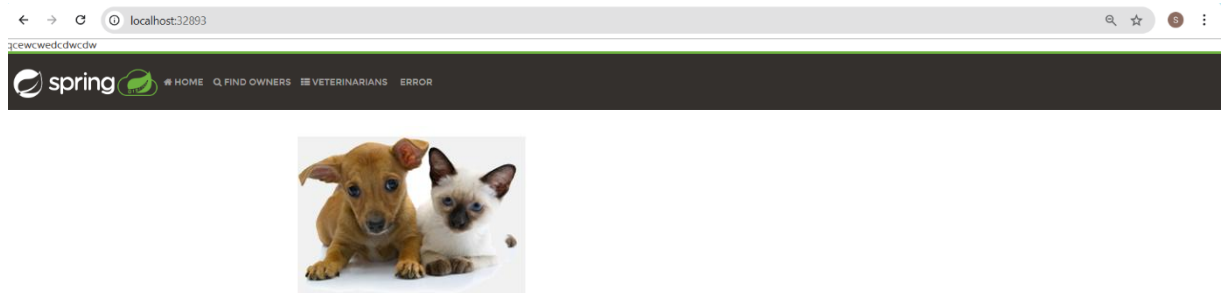 localhost:32893
S
qcewcwedcdwcdw
spring HOME FIND OWNERS VETERINARIANS ERROR